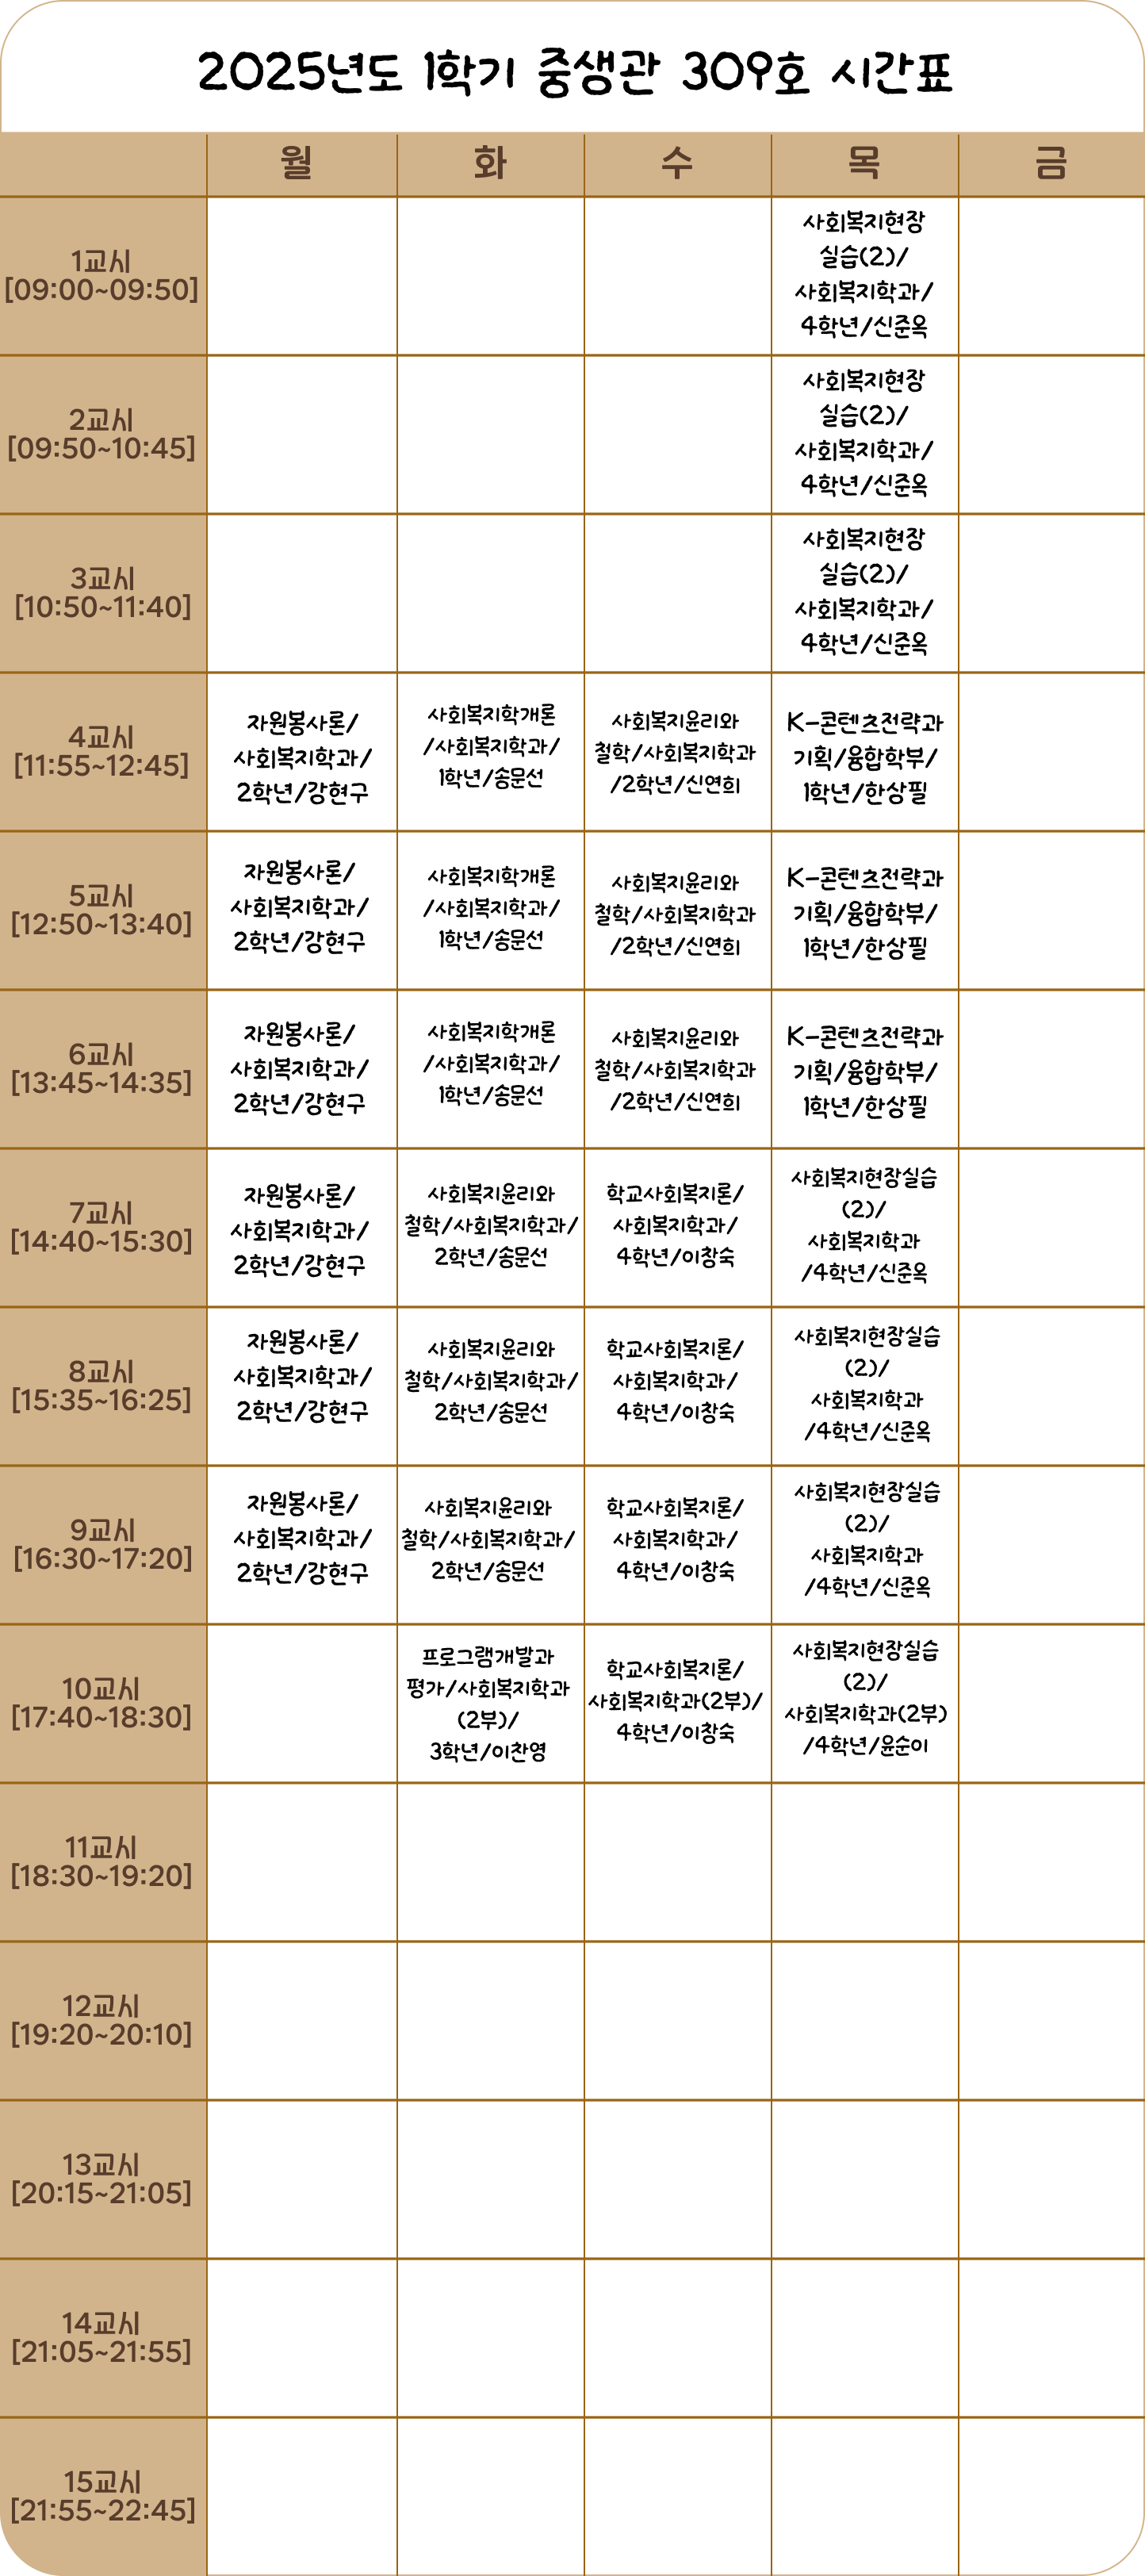 2025년도 1학기 중생관 309호 시간표
월 화 수 목 금
1교시
[09:00~09:50]
사회복지현장
실습(2)/
사회복지학과/
4학년/신준옥
2교시
[09:50~10:45]
사회복지현장
실습(2)/
사회복지학과/
4학년/신준옥
3교시
[10:50~11:40]
사회복지현장
실습(2)/
사회복지학과/
4학년/신준옥
4교시
[11:55~12:45]
자원봉사론/
사회복지학과/
2학년/강현구
사회복지학개론
/사회복지학과/
1학년/송문선
사회복지윤리와
철학/사회복지학과
/2학년/신연희
K-콘텐츠전략과
기획/융합학부/
1학년/한상필
5교시
[12:50~13:40]
자원봉사론/
사회복지학과/
2학년/강현구
사회복지학개론
/사회복지학과/
1학년/송문선
사회복지윤리와
철학/사회복지학과
/2학년/신연희
K-콘텐츠전략과
기획/융합학부/
1학년/한상필
6교시
[13:45~14:35]
자원봉사론/
사회복지학과/
2학년/강현구
사회복지학개론
/사회복지학과/
1학년/송문선
사회복지윤리와
철학/사회복지학과
/2학년/신연희
K-콘텐츠전략과
기획/융합학부/
1학년/한상필
7교시
[14:40~15:30]
자원봉사론/
사회복지학과/
2학년/강현구
사회복지윤리와
철학/사회복지학과/
2학년/송문선
학교사회복지론/
사회복지학과/
4학년/이창숙
사회복지현장실습
(2)/
사회복지학과
/4학년/신준옥
8교시
[15:35~16:25]
자원봉사론/
사회복지학과/
2학년/강현구
사회복지윤리와
철학/사회복지학과/
2학년/송문선
학교사회복지론/
사회복지학과/
4학년/이창숙
사회복지현장실습
(2)/
사회복지학과
/4학년/신준옥
9교시
[16:30~17:20]
자원봉사론/
사회복지학과/
2학년/강현구
사회복지윤리와
철학/사회복지학과/
2학년/송문선
학교사회복지론/
사회복지학과/
4학년/이창숙
사회복지현장실습
(2)/
사회복지학과
/4학년/신준옥
10교시
[17:40~18:30]
프로그램개발과
평가/사회복지학과
(2부)/
3학년/이찬영
학교사회복지론/
사회복지학과(2부)/
4학년/이창숙
사회복지현장실습
(2)/
사회복지학과(2부)
/4학년/윤순이
11교시
[18:30~19:20]
12교시
[19:20~20:10]
13교시
[20:15~21:05]
14교시
[21:05~21:55]
15교시
[21:55~22:45]